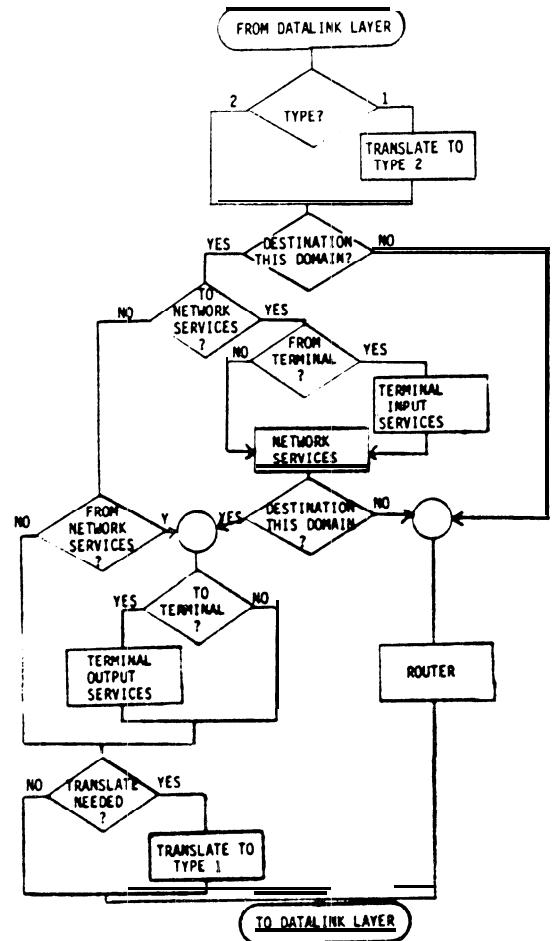 FROM DATALINK LAYER
2
1
TYPE?
TRANSLATE TO
TYPE 2
YES
DESTINATION
THIS DOMAIN?
NO
NO
TO
NETWORK
SERVICES
?
YES
NO
FROM
TERMINAL
?
YES
TERMINAL
INPUT
SERVICES
NETWORK
SERVICES
NO
FROM
NETWORK
SERVICES
?
Y
YES
DESTINATION
THIS DOMAIN
?
NO
YES
TO
TERMINAL
?
NO
TERMINAL
OUTPUT
SERVICES
ROUTER
NO
TRANSLATE
NEEDED
?
YES
TRANSLATE TO
TYPE 1
TO DATALINK LAYER